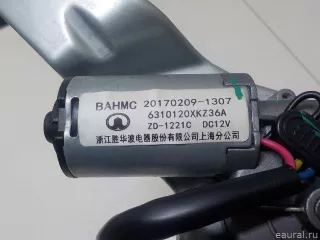 BAHMC 20170209-1307
6310120XKZ36A
ZD-1221C DC12V
浙江胜华波电器股份有限公司上海分公司
© eaural.ru